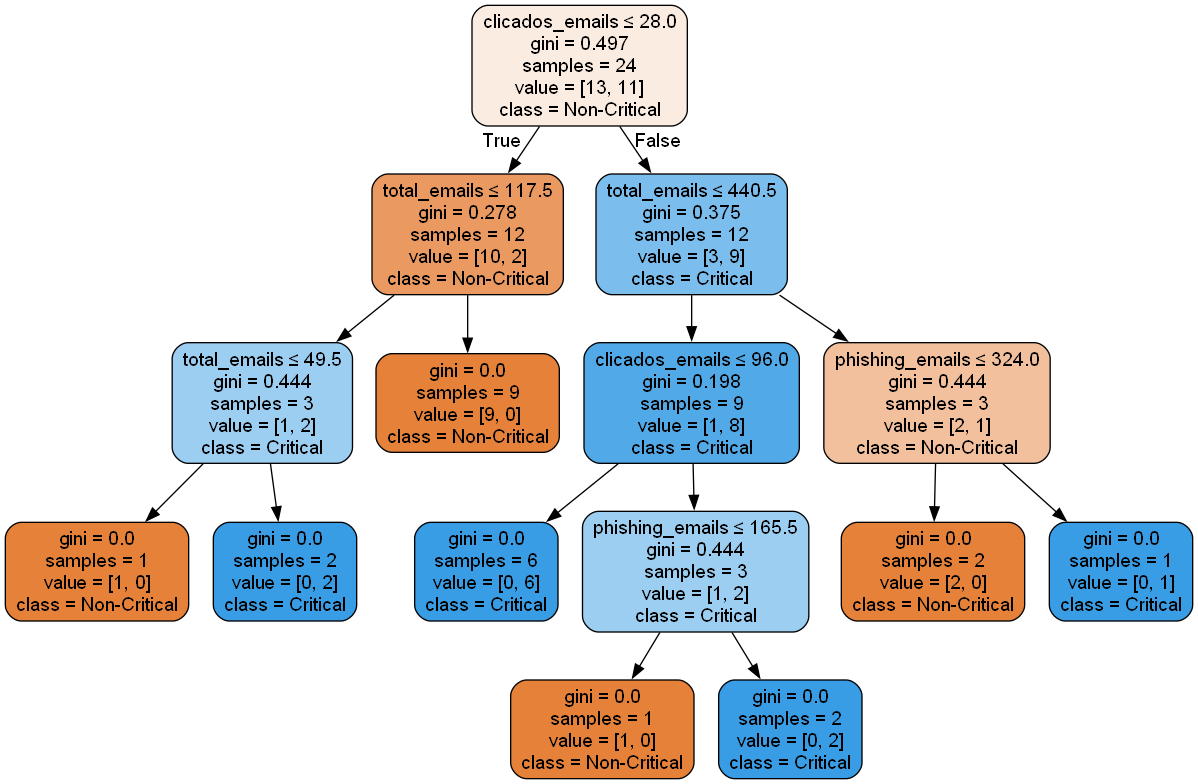 clicados_emails ≤ 28.0
gini = 0.497
samples = 24
value = [13, 11]
class = Non-Critical
True
False
total_emails ≤ 117.5
gini = 0.278
samples = 12
value = [10, 2]
class = Non-Critical
total_emails ≤ 440.5
gini = 0.375
samples = 12
value = [3, 9]
class = Critical
total_emails ≤ 49.5
gini = 0.444
samples = 3
value = [1, 2]
class = Critical
gini = 0.0
samples = 9
value = [9, 0]
class = Non-Critical
clicados_emails ≤ 96.0
gini = 0.198
samples = 9
value = [1, 8]
class = Critical
phishing_emails ≤ 324.0
gini = 0.444
samples = 3
value = [2, 1]
class = Non-Critical
gini = 0.0
samples = 1
value = [1, 0]
class = Non-Critical
gini = 0.0
samples = 2
value = [0, 2]
class = Critical
gini = 0.0
samples = 6
value = [0, 6]
class = Critical
phishing_emails ≤ 165.5
gini = 0.444
samples = 3
value = [1, 2]
class = Critical
gini = 0.0
samples = 2
value = [2, 0]
class = Non-Critical
gini = 0.0
samples = 1
value = [0, 1]
class = Critical
gini = 0.0
samples = 1
value = [1, 0]
class = Non-Critical
gini = 0.0
samples = 2
value = [0, 2]
class = Critical